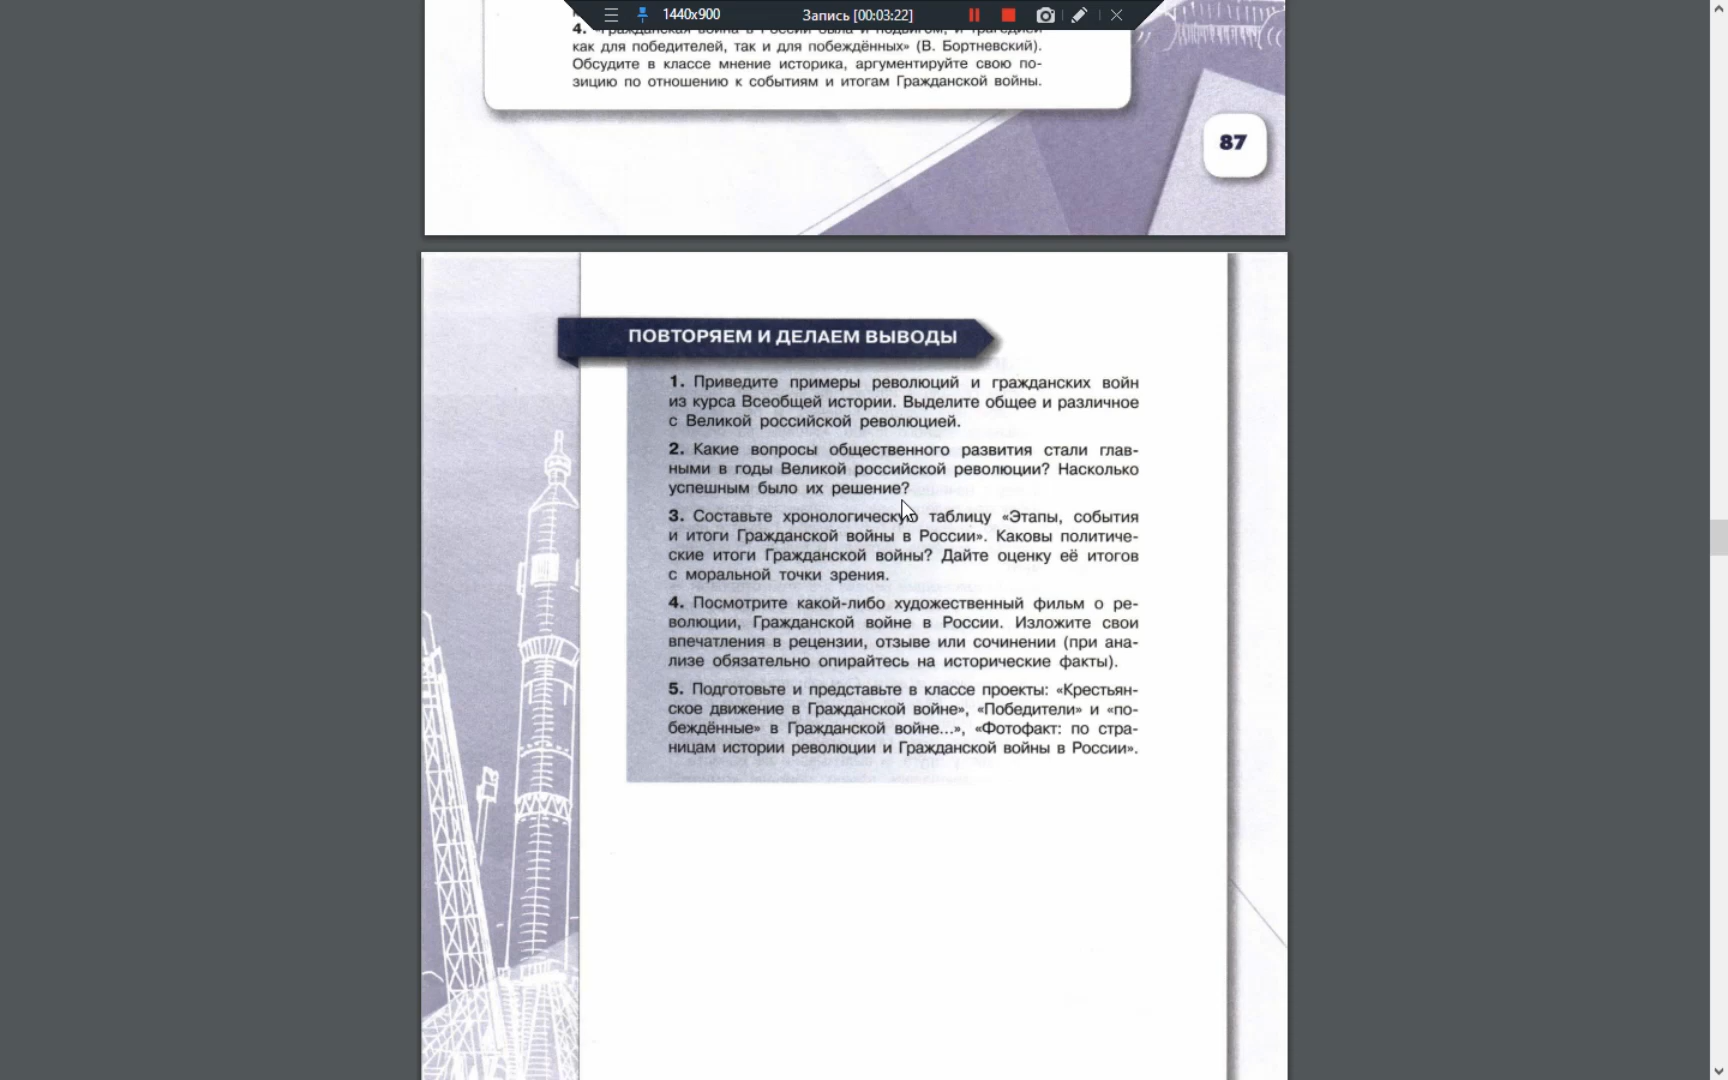 1440x900
Запись [00:03:22]
4. «Гражданская война в России была и подвигом, и трагедией
как для победителей, так и для побеждённых» (В. Бортневский).
Обсудите в классе мнение историка, аргументируйте свою по-
зицию по отношению к событиям и итогам Гражданской войны.
87
ПОВТОРЯЕМ И ДЕЛАЕМ ВЫВОДЫ
1. Приведите примеры революций и гражданских войн
из курса Всеобщей истории. Выделите общее и различное
с Великой российской революцией.
2. Какие вопросы общественного развития стали глав-
ными в годы Великой российской революции? Насколько
успешным было их решение?
3. Составьте хронологическую таблицу «Этапы, события
и итоги Гражданской войны в России». Каковы политиче-
ские итоги Гражданской войны? Дайте оценку её итогов
с моральной точки зрения.
4. Посмотрите какой-либо художественный фильм о ре-
волюции, Гражданской войне в России. Изложите свои
впечатления в рецензии, отзыве или сочинении (при ана-
лизе обязательно опирайтесь на исторические факты).
5. Подготовьте и представьте в классе проекты: «Крестьян-
ское движение в Гражданской войне», «Победители» и «по-
беждённые» в Гражданской войне...», «Фотофакт: по стра-
ницам истории революции и Гражданской войны в России».